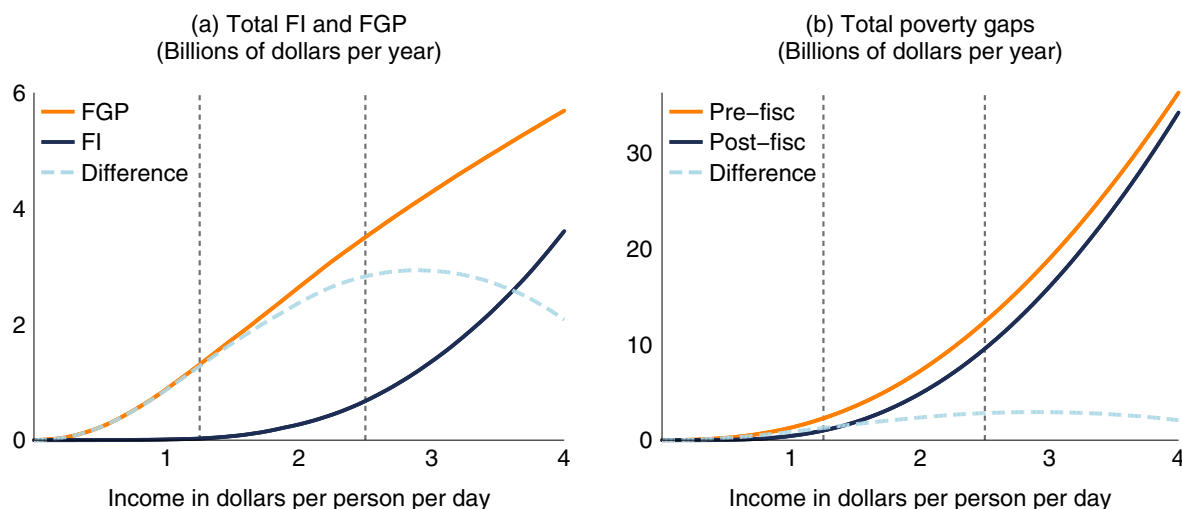 (a) Total FI and FGP
(Billions of dollars per year)
6
FGP
FI
Difference
4
2
0
1
2
3
4
Income in dollars per person per day
(b) Total poverty gaps
(Billions of dollars per year)
Pre−fisc
Post−fisc
Difference
30
20
10
0
1
2
3
4
Income in dollars per person per day